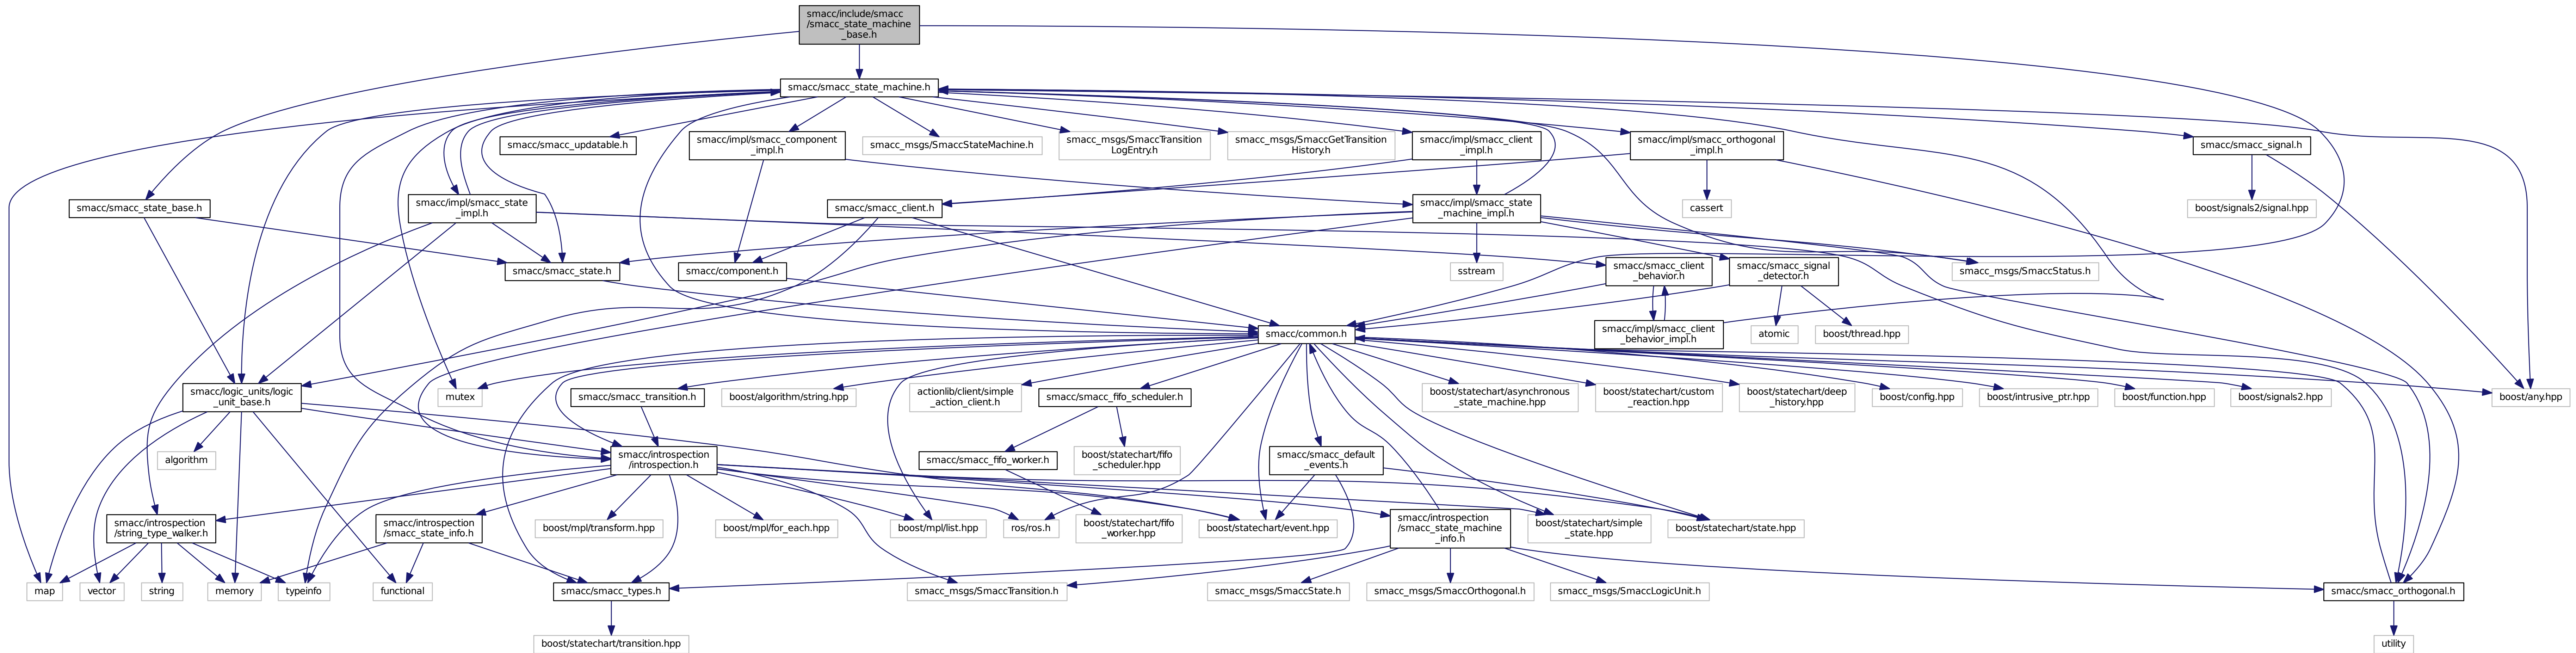 smacc/include/smacc
/smacc_state_machine
_base.h
smacc/smacc_state_machine.h
smacc/smacc_updatable.h
smacc/impl/smacc_component
_impl.h
smacc_msgs/SmaccStateMachine.h
smacc_msgs/SmaccTransition
LogEntry.h
smacc_msgs/SmaccGetTransition
History.h
smacc/impl/smacc_client
_impl.h
smacc/impl/smacc_orthogonal
_impl.h
smacc/smacc_signal.h
smacc/smacc_state_base.h
smacc/impl/smacc_state
_impl.h
smacc/smacc_client.h
smacc/impl/smacc_state
_machine_impl.h
cassert
boost/signals2/signal.hpp
smacc/smacc_state.h
smacc/component.h
sstream
smacc/smacc_client
_behavior.h
smacc/smacc_signal
_detector.h
smacc_msgs/SmaccStatus.h
smacc/common.h
smacc/impl/smacc_client
_behavior_impl.h
atomic
boost/thread.hpp
smacc/logic_units/logic
_unit_base.h
mutex
smacc/smacc_transition.h
boost/algorithm/string.hpp
actionlib/client/simple
_action_client.h
smacc/smacc_fifo_scheduler.h
boost/statechart/asynchronous
_state_machine.hpp
boost/statechart/custom
_reaction.hpp
boost/statechart/deep
_history.hpp
boost/config.hpp
boost/intrusive_ptr.hpp
boost/function.hpp
boost/signals2.hpp
boost/any.hpp
algorithm
smacc/introspection
/introspection.h
smacc/smacc_fifo_worker.h
boost/statechart/fifo
_scheduler.hpp
smacc/smacc_default
_events.h
smacc/introspection
/string_type_walker.h
smacc/introspection
/smacc_state_info.h
boost/mpl/transform.hpp
boost/mpl/for_each.hpp
boost/mpl/list.hpp
ros/ros.h
boost/statechart/fifo
_worker.hpp
boost/statechart/event.hpp
smacc/introspection
/smacc_state_machine
_info.h
boost/statechart/simple
_state.hpp
boost/statechart/state.hpp
map
vector
string
memory
typeinfo
functional
smacc/smacc_types.h
smacc_msgs/SmaccTransition.h
smacc_msgs/SmaccState.h
smacc_msgs/SmaccOrthogonal.h
smacc_msgs/SmaccLogicUnit.h
smacc/smacc_orthogonal.h
boost/statechart/transition.hpp
utility